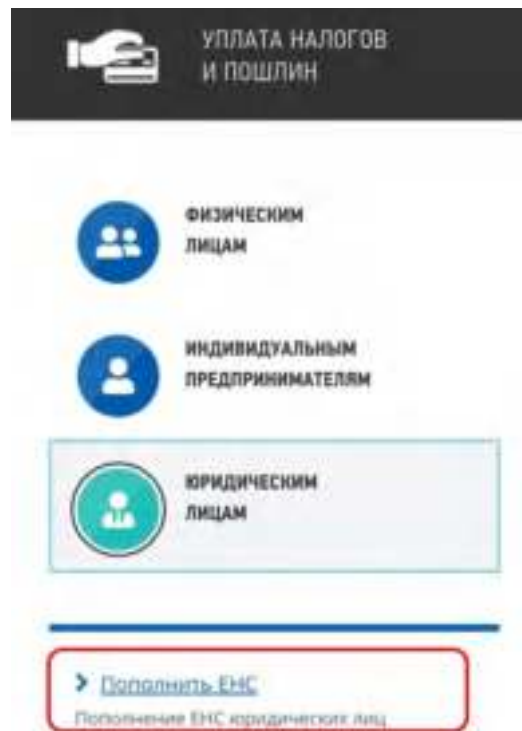 УПЛАТА НАЛОГОВ
И ПОШЛИН
ФИЗИЧЕСКИМ
ЛИЦАМ
ИНДИВИДУАЛЬНЫМ
ПРЕДПРИНИМАТЕЛЯМ
ЮРИДИЧЕСКИМ
ЛИЦАМ
Пополнить ЕНС
Пополнение ЕНС юридических лиц